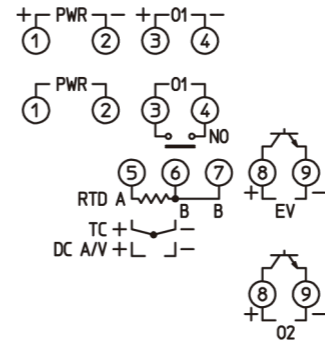 + PWR − + O1 −
1 2 3 4
PWR O1
1 2 3 4
NO
5 6 7
RTD A B B
8 9
+ EV −
TC + −
DC A/V + −
8 9
+ O2 −